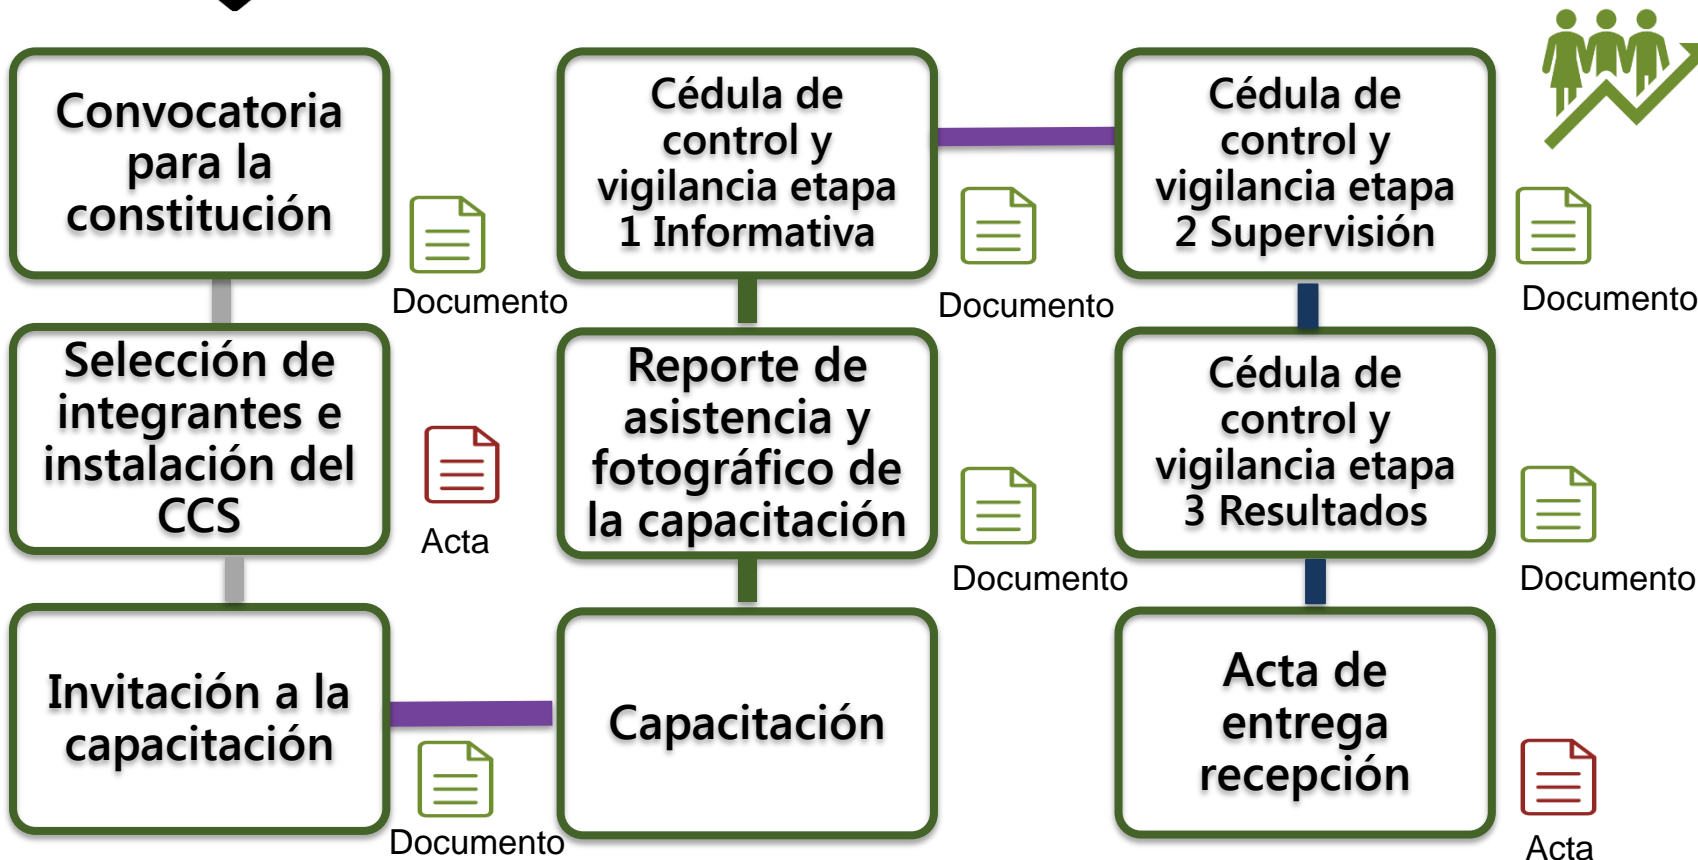 Convocatoria
para la
constitución
Documento
Selección de
integrantes e
instalación del
CCS
Acta
Invitación a la
capacitación
Documento
Capacitación
Reporte de
asistencia y
fotográfico de
la capacitación
Documento
Cédula de
control y
vigilancia etapa
1 Informativa
Documento
Cédula de
control y
vigilancia etapa
2 Supervisión
Documento
Cédula de
control y
vigilancia etapa
3 Resultados
Documento
Acta de
entrega
recepción
Acta